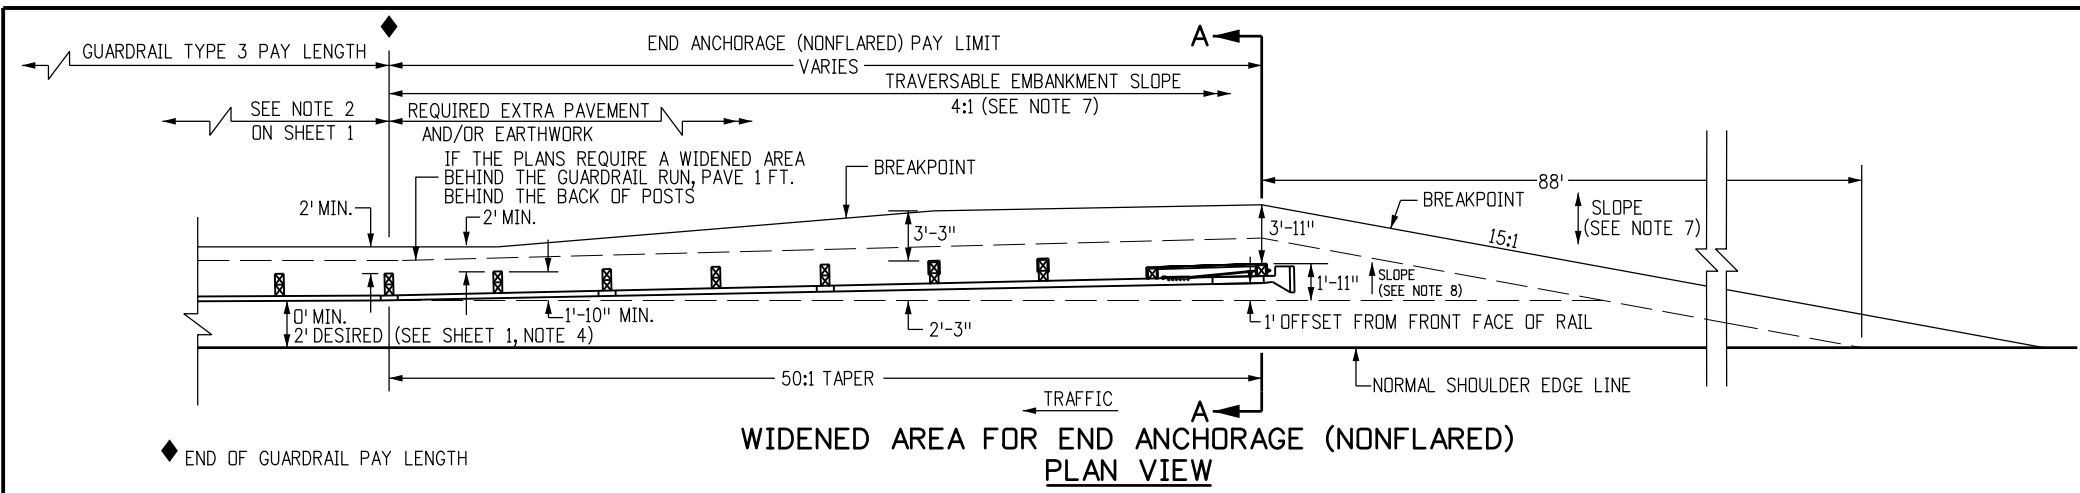 GUARDRAIL TYPE 3 PAY LENGTH
END ANCHORAGE (NONFLARED) PAY LIMIT
VARIES
A
TRAVERSABLE EMBANKMENT SLOPE
4:1 (SEE NOTE 7)
SEE NOTE 2
ON SHEET 1
REQUIRED EXTRA PAVEMENT
AND/OR EARTHWORK
IF THE PLANS REQUIRE A WIDENED AREA
BEHIND THE GUARDRAIL RUN, PAVE 1 FT.
BEHIND THE BACK OF POSTS
BREAKPOINT
88'
BREAKPOINT
SLOPE
(SEE NOTE 7)
2' MIN.
2' MIN.
3'-3"
3'-11"
15:1
1'-11"
SLOPE
(SEE NOTE 8)
0' MIN.
2' DESIRED (SEE SHEET 1, NOTE 4)
1'-10" MIN.
2'-3"
1' OFFSET FROM FRONT FACE OF RAIL
50:1 TAPER
NORMAL SHOULDER EDGE LINE
TRAFFIC
A
WIDENED AREA FOR END ANCHORAGE (NONFLARED)
PLAN VIEW
END OF GUARDRAIL PAY LENGTH